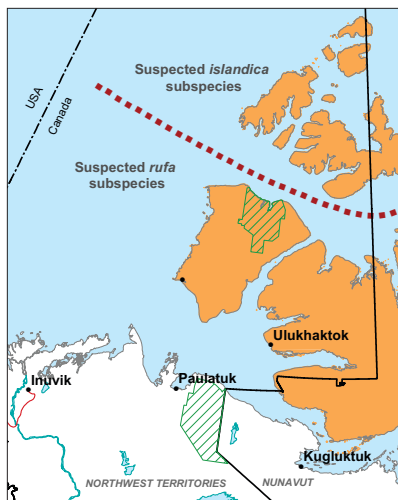 Suspected islandica
subspecies
USA
Canada
Suspected rufa
subspecies
Ulukhaktok
Inuvik
Paulatuk
Kugluktuk
NORTHWEST TERRITORIES
NUNAVUT